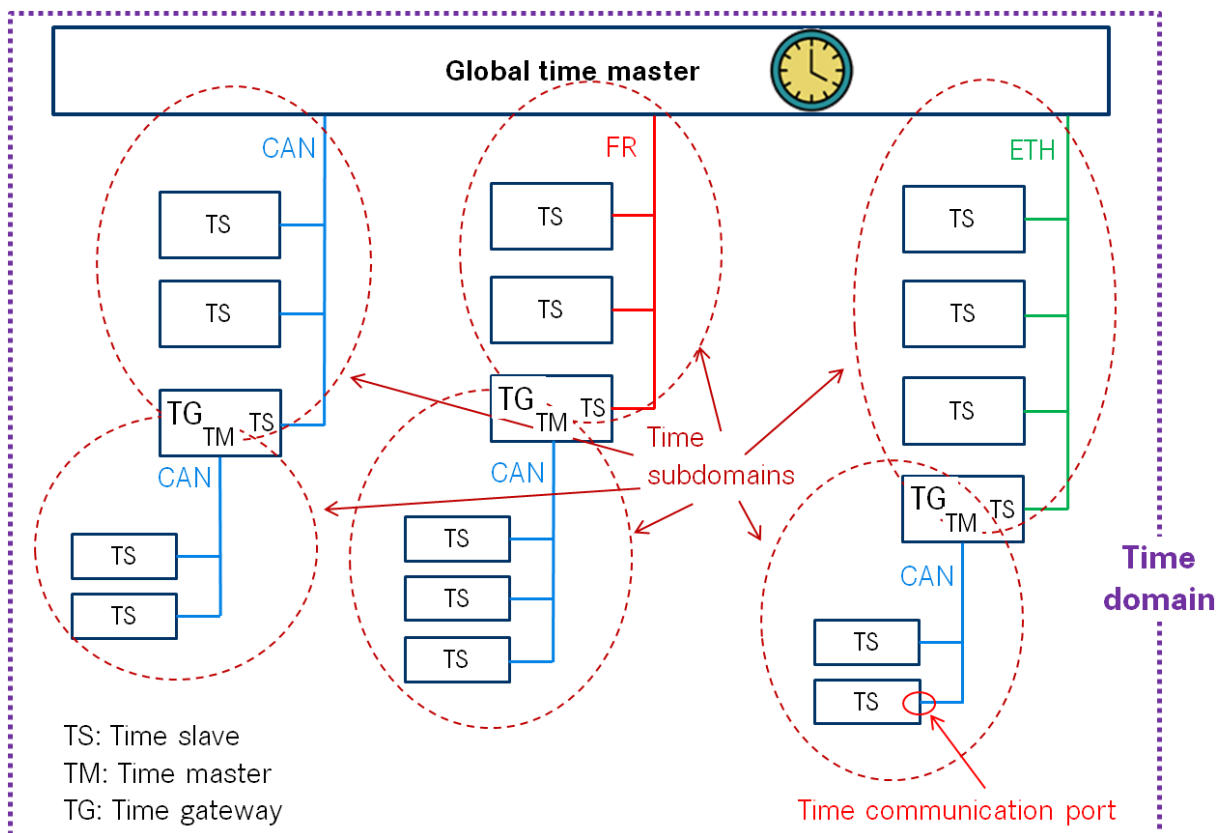 Global time master
CAN
FR
ETH
TS
TS
TS
TS
TS
TS
TS
TG
TM
TS
TG
TM
TS
TG
TM
TS
Time
subdomains
CAN
CAN
CAN
TS
TS
TS
TS
TS
TS
TS
Time
domain
TS: Time slave
TM: Time master
TG: Time gateway
Time communication port